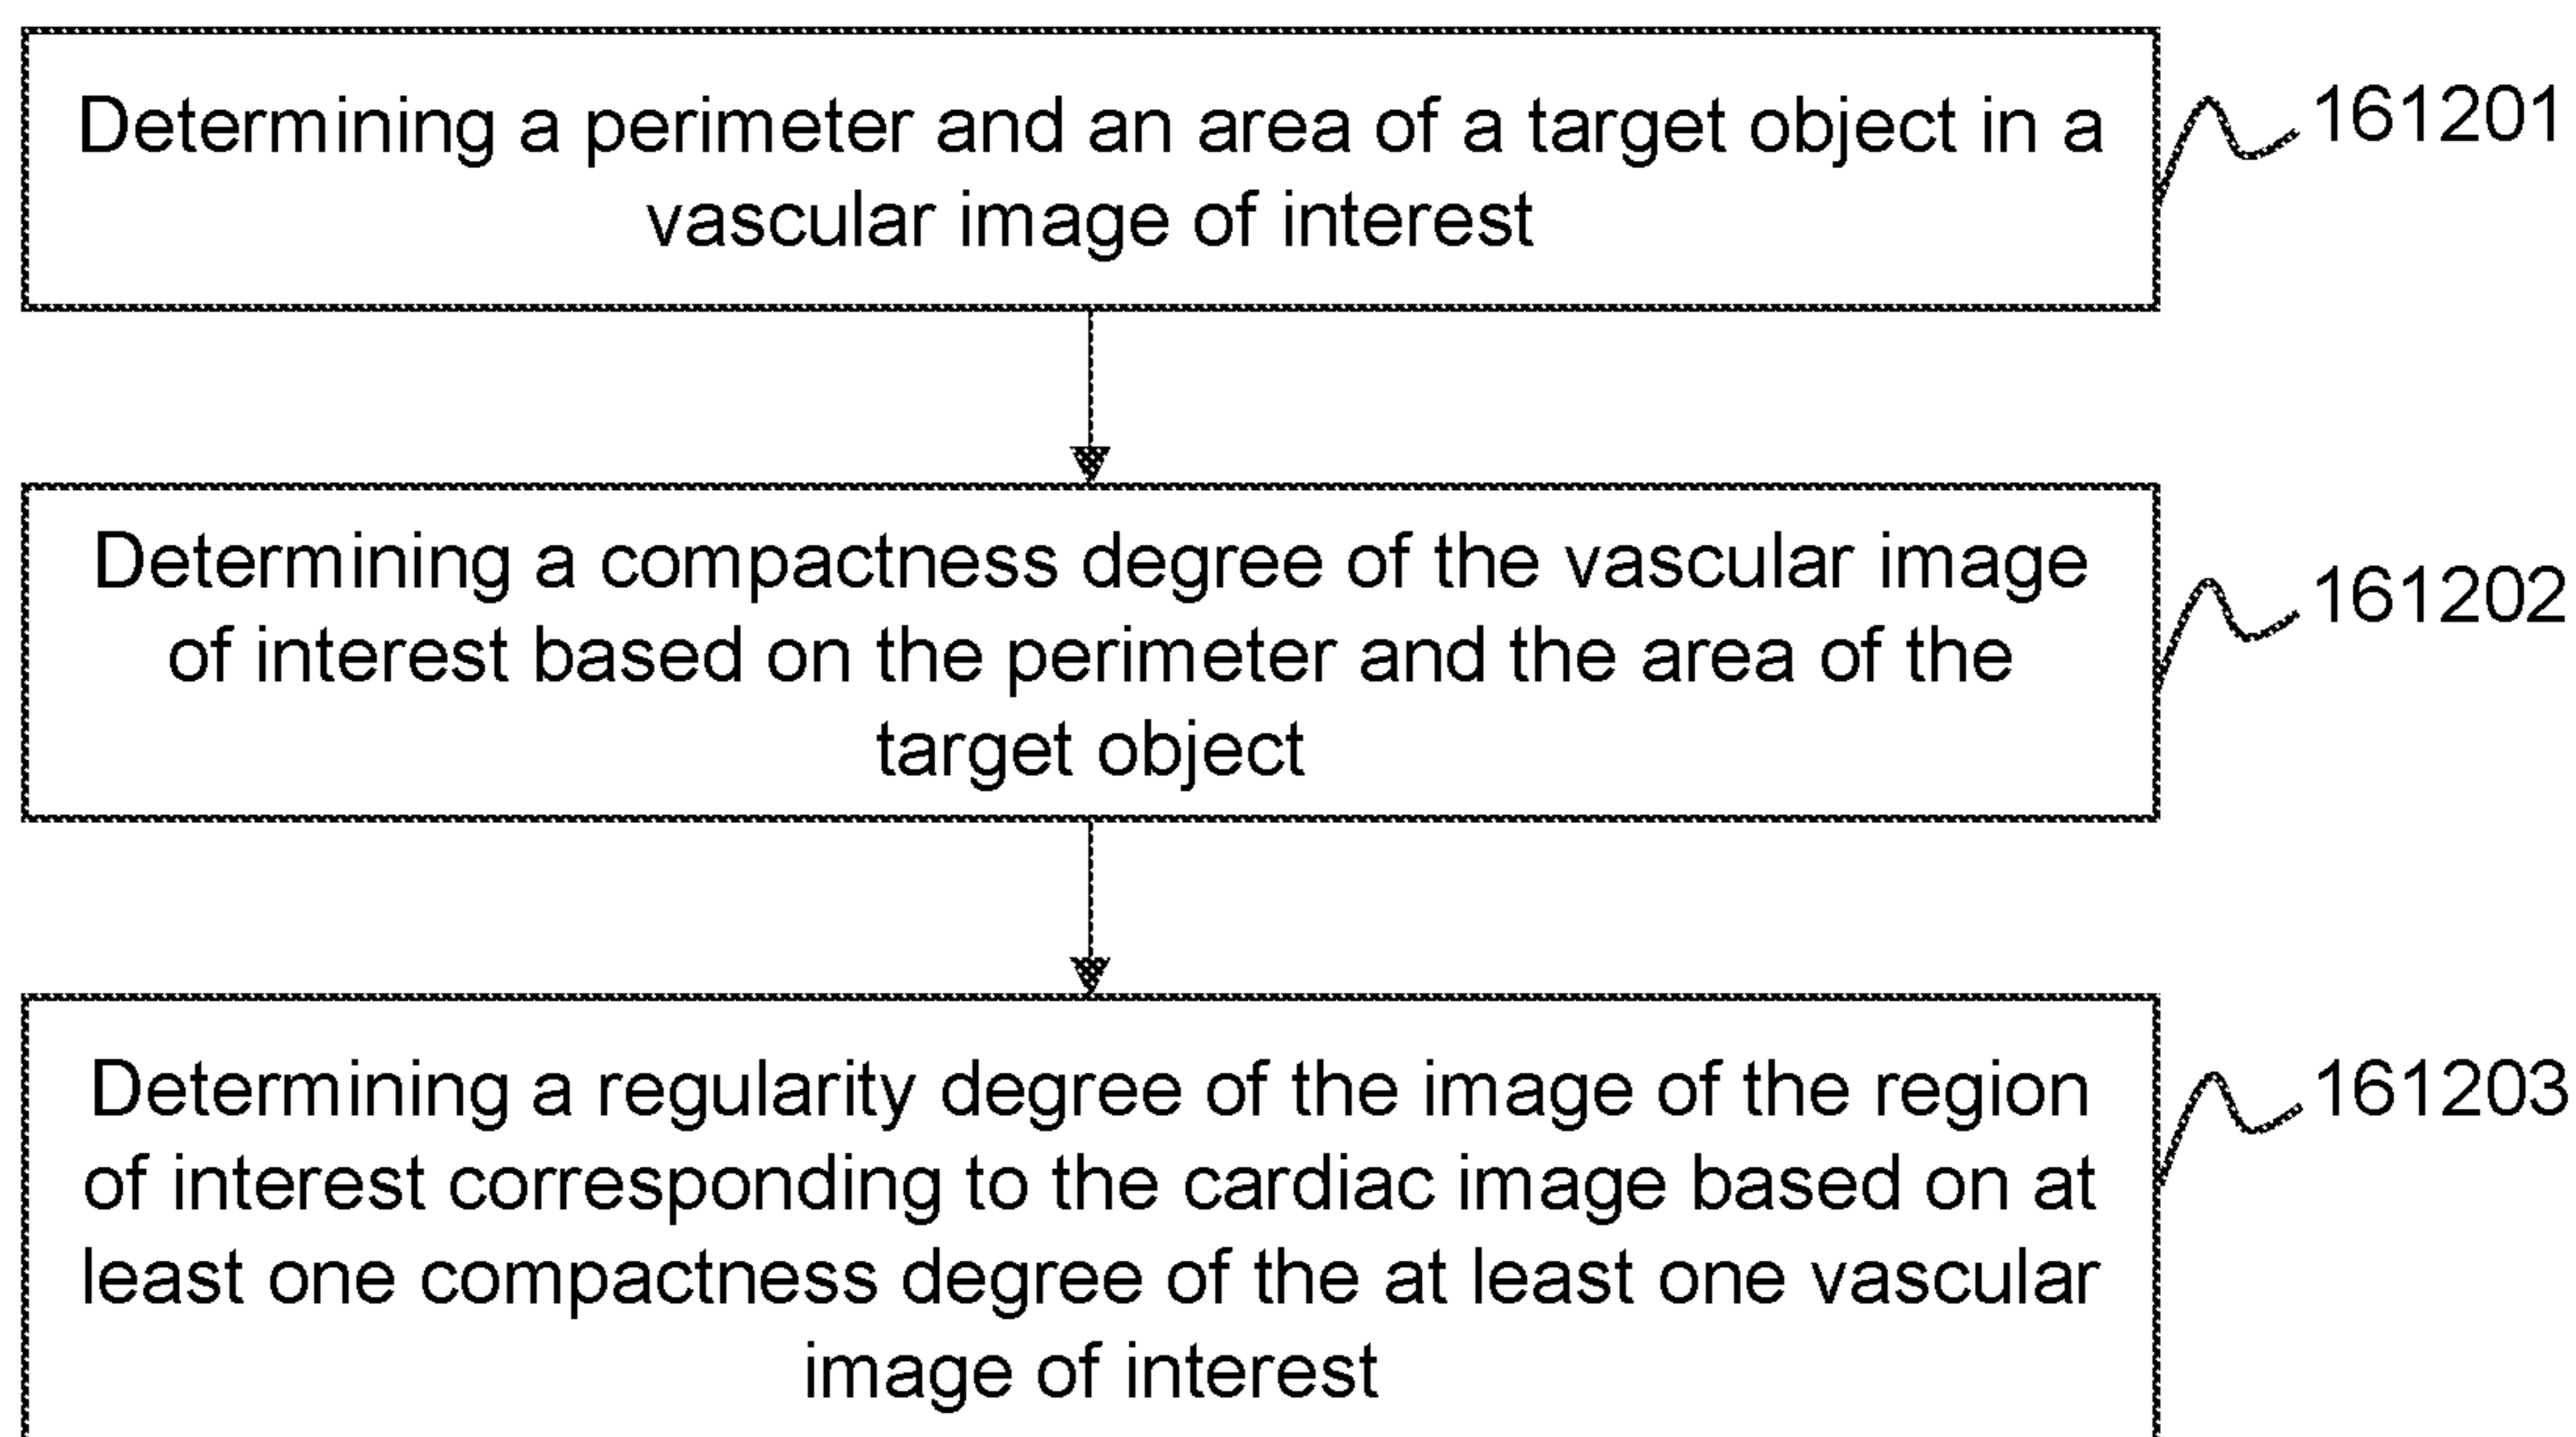 Determining a perimeter and an area of a target object in a
vascular image of interest
161201
Determining a compactness degree of the vascular image
of interest based on the perimeter and the area of the
target object
161202
Determining a regularity degree of the image of the region
of interest corresponding to the cardiac image based on at
least one compactness degree of the at least one vascular
image of interest
161203